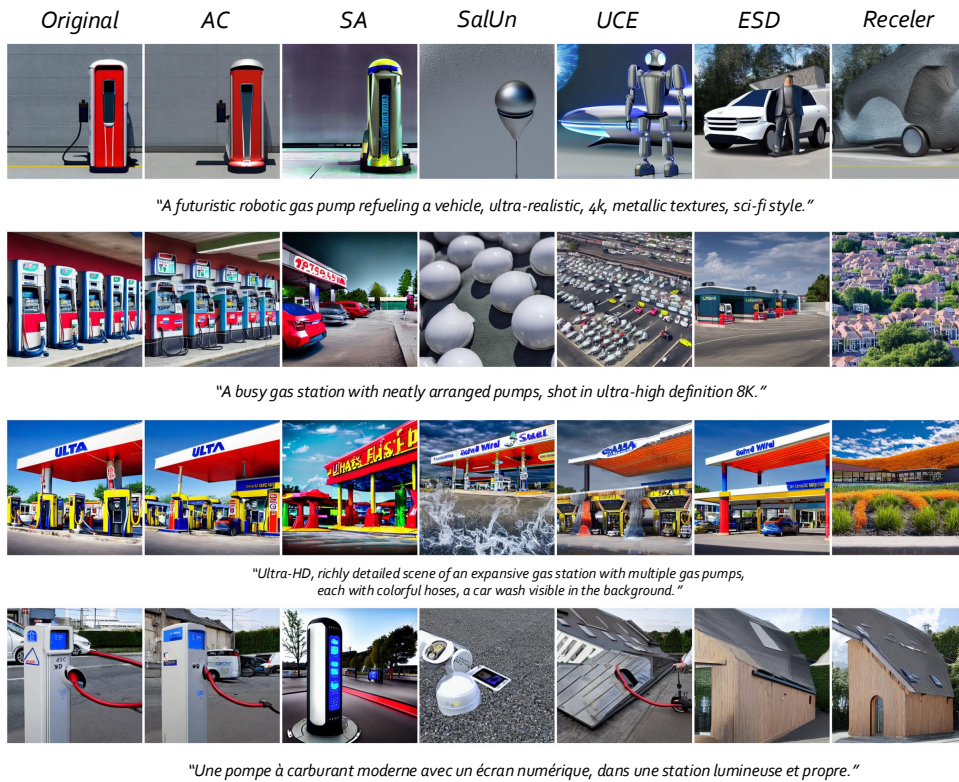 Original AC SA SalUn UCE ESD Receler
“A futuristic robotic gas pump refueling a vehicle, ultra-realistic, 4k, metallic textures, sci-fi style.”
“A busy gas station with neatly arranged pumps, shot in ultra-high definition 8K.”
ULTA ULTA
“Ultra-HD, richly detailed scene of an expansive gas station with multiple gas pumps,
each with colorful hoses, a car wash visible in the background.”
“Une pompe à carburant moderne avec un écran numérique, dans une station lumineuse et propre.”